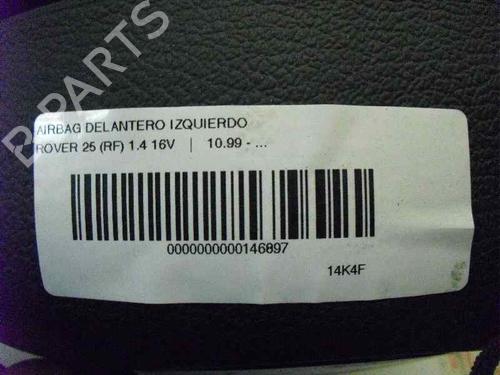 B PARTS
AIRBAG DELANTERO IZQUIERDO
ROVER 25 (RF) 1.4 16V | 10.99 - ...
0000000000146897
14K4F